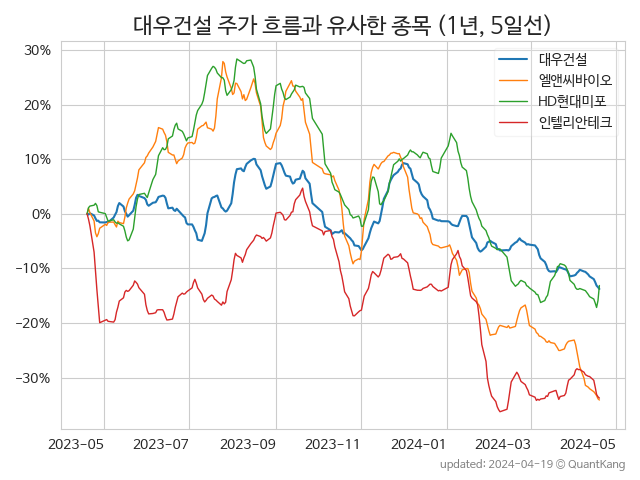 대우건설 주가 흐름과 유사한 종목 (1년, 5일선)
30%
20%
10%
0%
−10%
−20%
−30%
대우건설
엘앤씨바이오
HD현대미포
인텔리안테크
2023−05 2023−07 2023−09 2023−11 2024−01 2024−03 2024−05
updated: 2024−04−19 © QuantKang